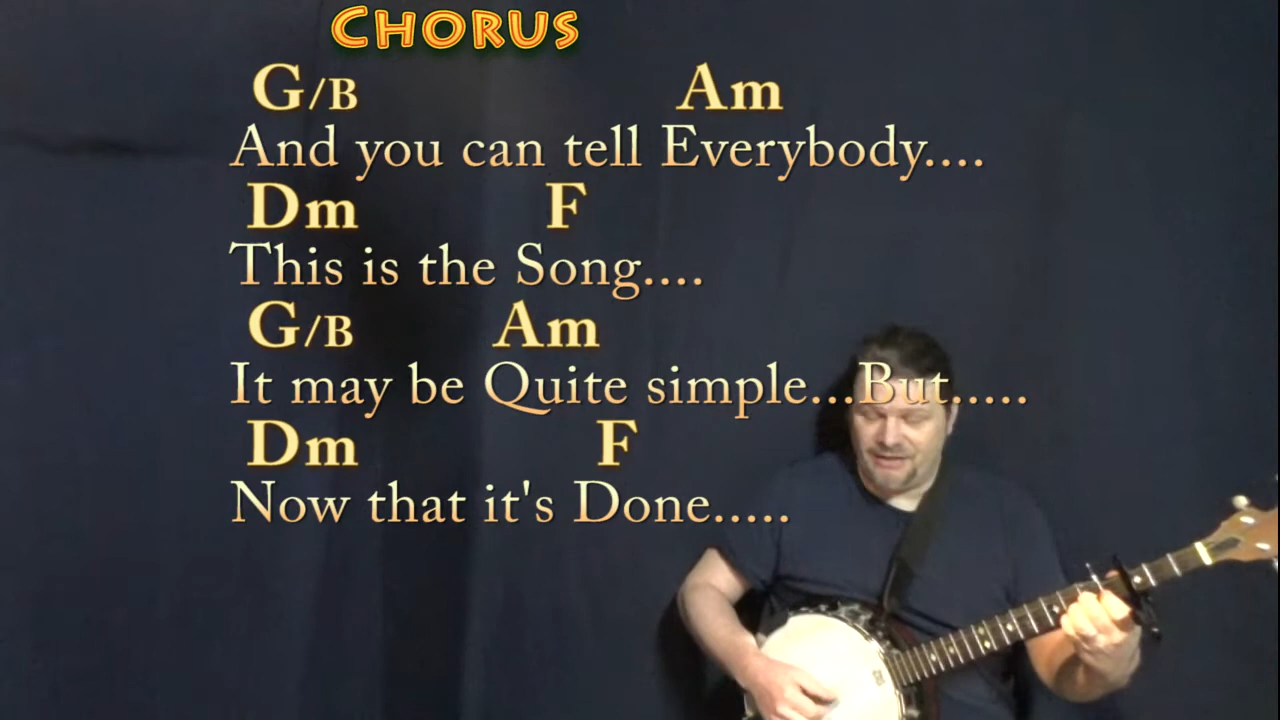 CHORUS
G/B Am
And you can tell Everybody....
Dm F
This is the Song....
G/B Am
It may be Quite simple...But.....
Dm F
Now that it's Done.....